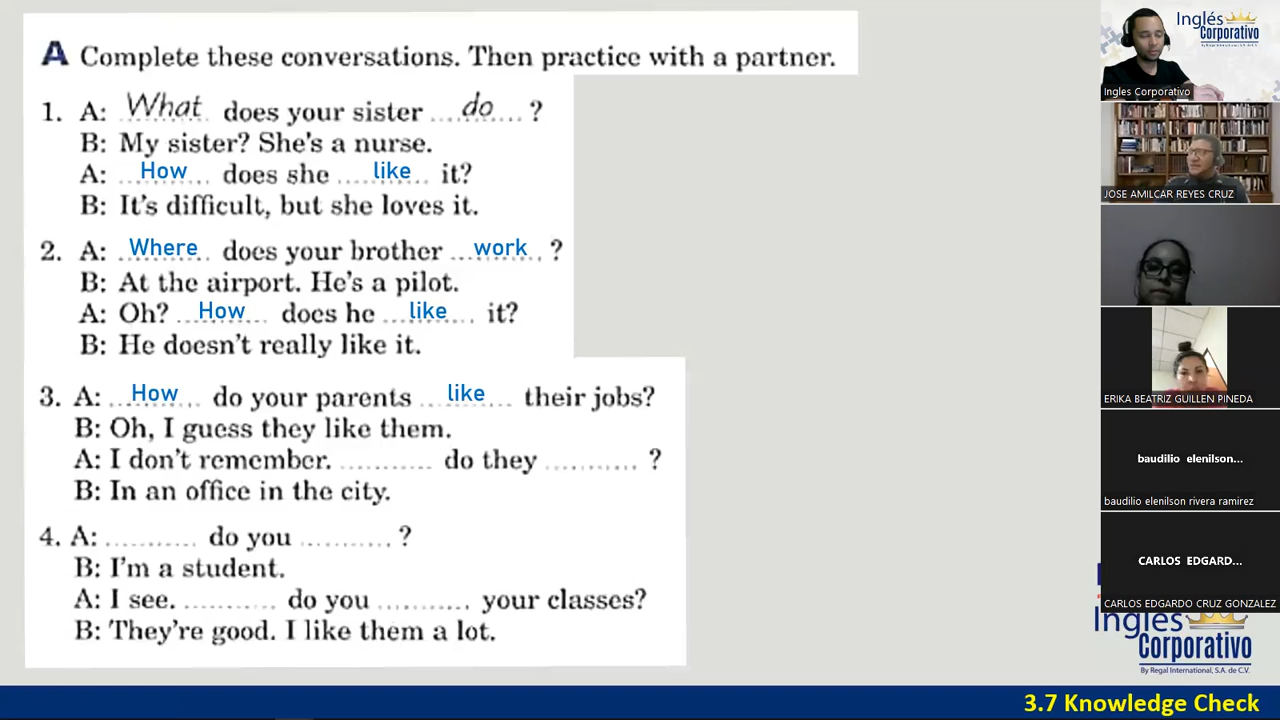 A Complete these conversations. Then practice with a partner.
1. A: What does your sister do ?
B: My sister? She's a nurse.
A: How does she like it?
B: It's difficult, but she loves it.
2. A: Where does your brother work ?
B: At the airport. He's a pilot.
A: Oh? How does he like it?
B: He doesn't really like it.
3. A: How do your parents like their jobs?
B: Oh, I guess they like them.
A: I don't remember. .......... do they .......... ?
B: In an office in the city.
4. A: .......... do you .......... ?
B: I'm a student.
A: I see. .......... do you .......... your classes?
B: They're good. I like them a lot.
Inglés
Corporativo
By Regal International, S.A. de C.V.
Ingles Corporativo
JOSE AMILCAR REYES CRUZ
ERIKA BEATRIZ GUILLEN PINEDA
baudilio elenilson...
baudilio elenilson rivera ramirez
CARLOS EDGARD...
CARLOS EDGARDO CRUZ GONZALEZ
Inglés
Corporativo
By Regal International, S.A. de C.V.
3.7 Knowledge Check